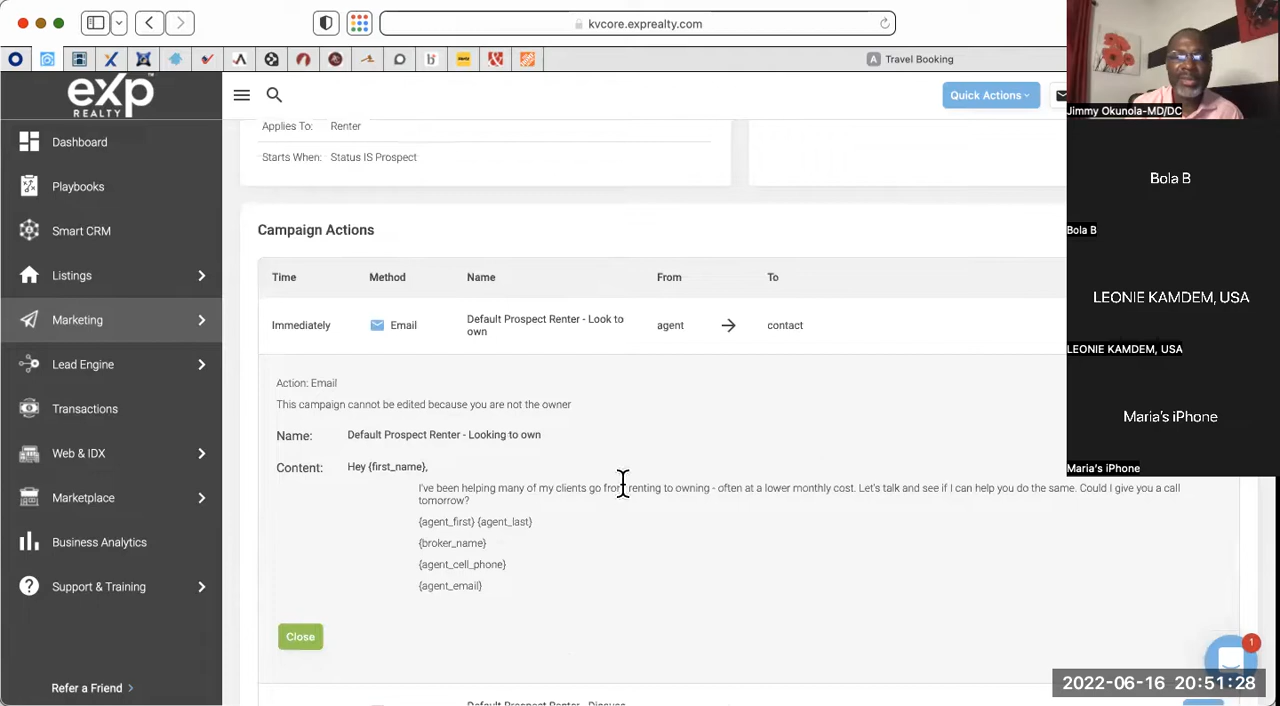 kvcore.exprealty.com
Travel Booking
eXp
REALTY
Quick Actions
Dashboard
Playbooks
Smart CRM
Listings
Marketing
Lead Engine
Transactions
Web & IDX
Marketplace
Business Analytics
Support & Training
Refer a Friend
Applies To: Renter
Starts When: Status IS Prospect
Campaign Actions
Time Method Name From To
Immediately Email Default Prospect Renter - Look to
own
agent contact
Action: Email
This campaign cannot be edited because you are not the owner
Name: Default Prospect Renter - Looking to own
Content: Hey {first_name},
I've been helping many of my clients go from renting to owning - often at a lower monthly cost. Let's talk and see if I can help you do the same. Could I give you a call
tomorrow?
{agent_first} {agent_last}
{broker_name}
{agent_cell_phone}
{agent_email}
Close
Jimmy Okunola-MD/DC
Bola B
Bola B
LEONIE KAMDEM, USA
LEONIE KAMDEM, USA
Maria's iPhone
Maria's iPhone
1
2022-06-16 20:51:28